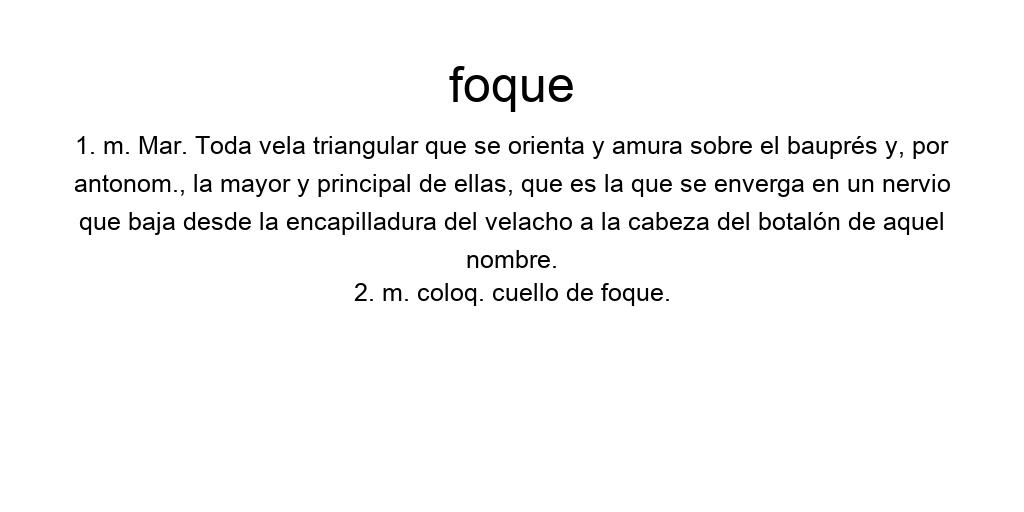 foque
1. m. Mar. Toda vela triangular que se orienta y amura sobre el bauprés y, por
antonom., la mayor y principal de ellas, que es la que se enverga en un nervio
que baja desde la encapilladura del velacho a la cabeza del botalón de aquel
nombre.
2. m. coloq. cuello de foque.